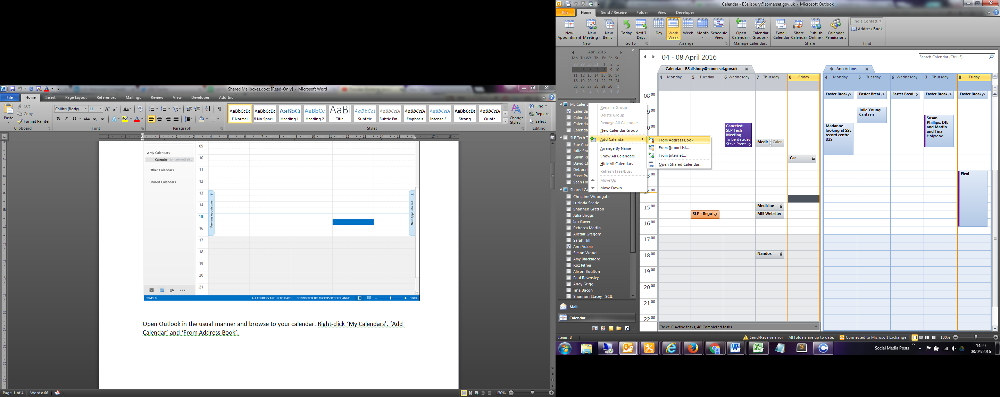 Shared Mailboxes.docx [Read-Only] - Microsoft Word
File Home Insert Page Layout References Mailings Review View Developer Add-Ins
Paste
Cut
Copy
Format Painter
Clipboard
Calibri (Body) 11
Font
Paragraph
AaBbCcDc AaBbCcDc AaBbC AaBbCc AaBl AaBbCcL AaBbCcDc AaBbCcDc AaBbCcDc AaBbCcDc AaBbCcDc
¶ Normal ¶ No Spaci... Heading 1 Heading 2 Title Subtitle Subtle Em... Emphasis Intense E... Strong Quote
Change Styles
Styles
Find
Replace
Select
Editing
My Calendars
Calendar - joncadmin@eli...
Other Calendars
Shared Calendars
09
10
11
12
13
14
15
16
17
18
19
20
21
Previous Appointment
Next Appointment
ITEMS: 0 ALL FOLDERS ARE UP TO DATE. CONNECTED TO: MICROSOFT EXCHANGE 100%
Open Outlook in the usual manner and browse to your calendar. Right-click ‘My Calendars’, ‘Add
Calendar’ and ‘From Address Book’.
Page: 1 of 4 Words: 66 130%
Calendar - BSalisbury@somerset.gov.uk - Microsoft Outlook
File Home Send / Receive Folder View Developer
New Appointment
New Meeting
New Items
New
Today
Next 7 Days
Go To
Day
Work Week
Week
Month
Schedule View
Arrange
Open Calendar
Calendar Groups
Manage Calendars
E-mail Calendar
Share Calendar
Publish Online
Calendar Permissions
Share
Find a Contact
Address Book
Find
April 2016
Mo Tu We Th Fr Sa Su
28 29 30 31 1 2 3
4 5 6 7 8 9 10
11 12 13 14 15 16 17
18 19 20 21 22 23 24
25 26 27 28 29 30 1
2 3 4 5 6 7 8
My Calend
Calenda
Calenda
Calenda
Calenda
SLP Tech T
Sue Cha
Julie Sno
Gavin Ri
David Ch
Deborah
Steve Pre
Sean Ho
Shared Ca
Christine Woodgate
Lucinda Searle
Shannen Gratton
Julia Briggs
Ian Gover
Rebecca Martin
Alistair Gregory
Sarah Hill
Ann Adams
Simon Wood
Amy Blackmore
Roz Pither
Alison Boulton
Paul Rawnsley
Andy Grigg
Tina Bacon
Shannon Stacey - SCIL
Mail
Calendar
Rename Group
Delete Group
Remove All Calendars
New Calendar Group
Add Calendar
Arrange By Name
Show All Calendars
Hide All Calendars
Refresh Free/Busy
Move Up
Move Down
From Address Book...
From Room List...
From Internet...
Open Shared Calendar...
04 - 08 April 2016
Search Calendar (Ctrl+E)
Calendar - BSalisbury@somerset.gov.uk
Ann Adams
4 Monday 5 Tuesday 6 Wednesday 7 Thursday 8 Friday
4 Monday 5 Tuesday 6 Wednesday 7 Thursday 8 Friday
08 00
14 00
15 00
16 00
17 00
18 00
19 00
20 00
21 00
22 00
Canceled:
SLP Tech
Meeting
To be decided
Steve Prent
Medic
Calen
Car
Medicine
MIS Website;
SLP - Regul
Nandos
Easter Break Easter Break Easter Break Easter Break Easter Break
Julie Young
Canteen
Marianne -
looking at SSE
record centre
B2S
Susan
Phillips, DfE
and Martin
and Tina
Holyrood
Flexi
Tasks: 0 Active tasks, 46 Completed tasks
Items: 8 Send/Receive error All folders are up to date. Connected to Microsoft Exchange 100%
Social Media Posts
14:20
08/04/2016